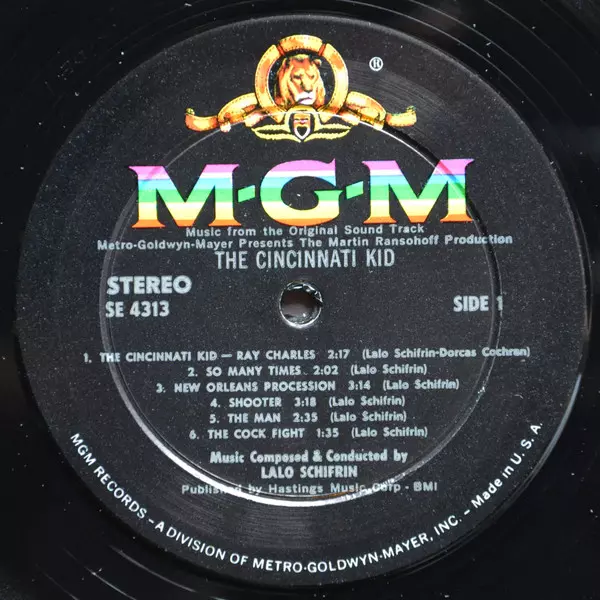 ®
M-G-M
Music from the Original Sound Track
Metro-Goldwyn-Mayer Presents The Martin Ransohoff Production
THE CINCINNATI KID
STEREO
SE 4313
SIDE 1
1. THE CINCINNATI KID — RAY CHARLES 2:17 (Lalo Schifrin-Dorcas Cochran)
2. SO MANY TIMES 2:02 (Lalo Schifrin)
3. NEW ORLEANS PROCESSION 3:14 (Lalo Schifrin)
4. SHOOTER 3:18 (Lalo Schifrin)
5. THE MAN 2:35 (Lalo Schifrin)
6. THE COCK FIGHT 1:35 (Lalo Schifrin)
Music Composed & Conducted by
LALO SCHIFRIN
Published by Hastings Music Corp - BMI
MGM RECORDS - A DIVISION OF METRO-GOLDWYN-MAYER, INC. - Made in U.S.A.